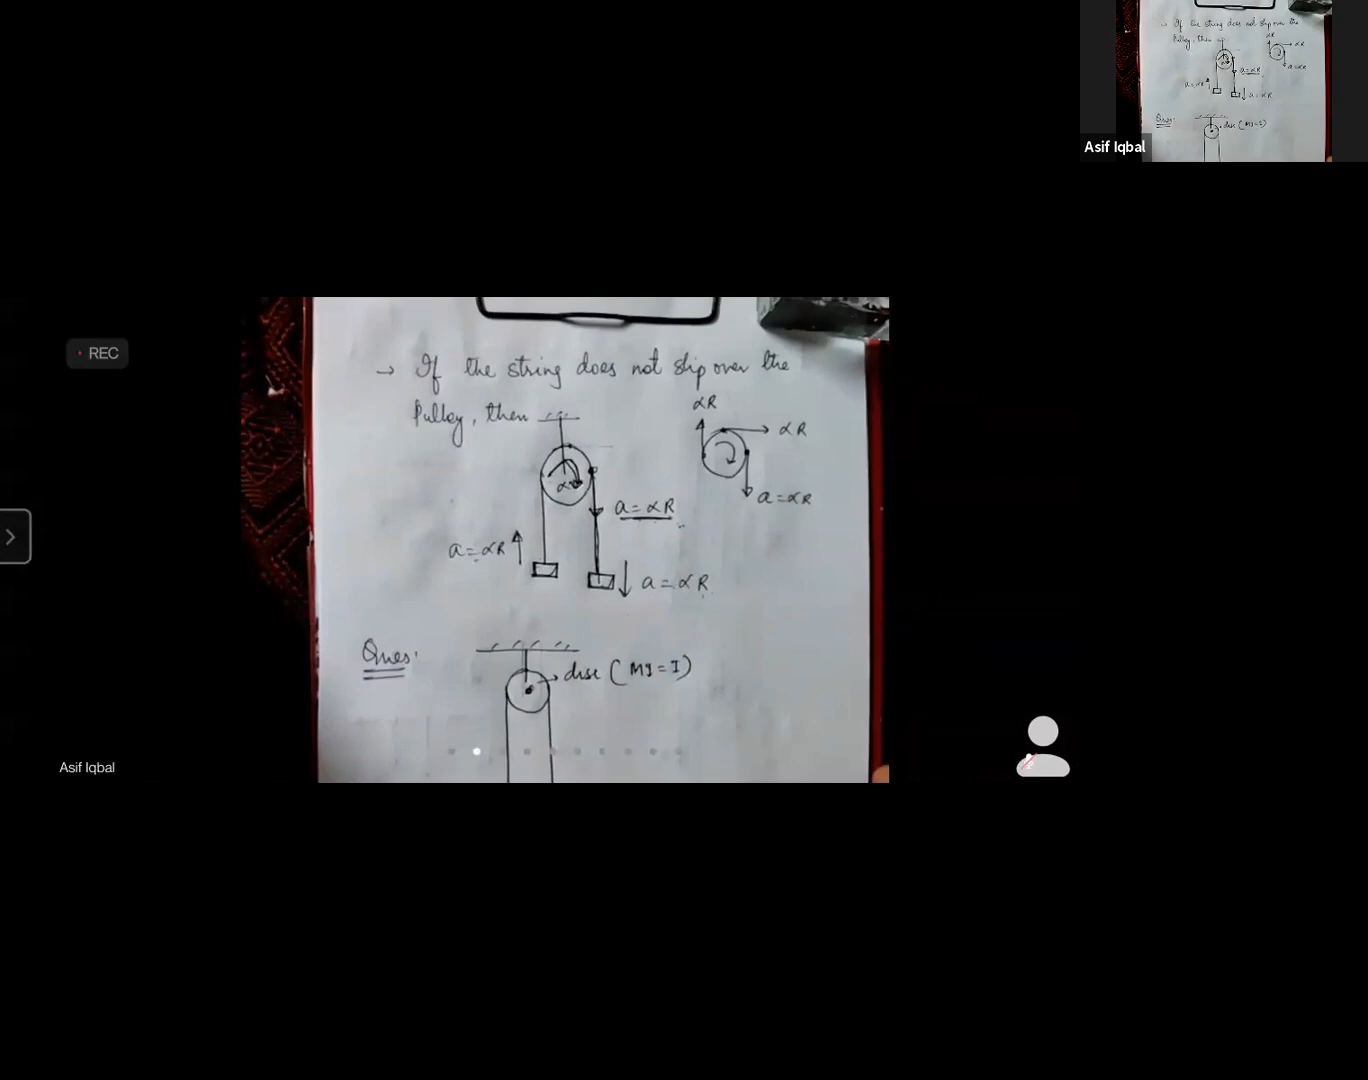 → If the string does not slip over the
Pulley, then
αR
αR
a = αR
α
a = αR
a = αR
a = αR
Ques:
disc (MI = I)
REC
Asif Iqbal
Asif Iqbal